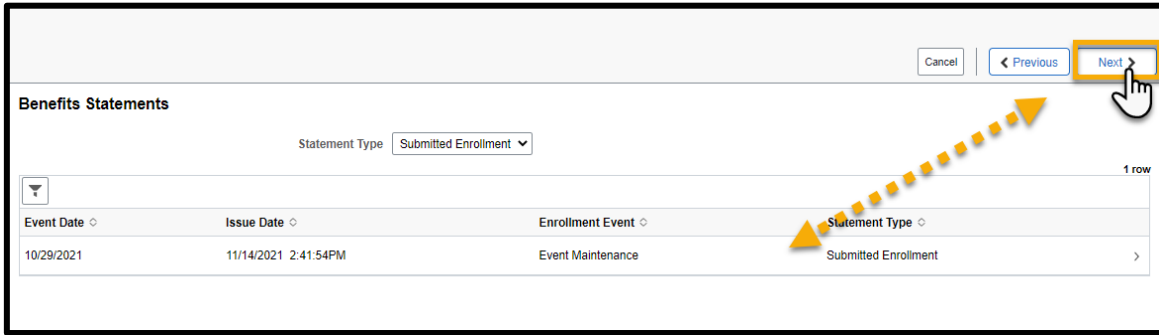 Cancel Previous Next
Benefits Statements
Statement Type Submitted Enrollment
1 row
Event Date Issue Date Enrollment Event Statement Type
10/29/2021 11/14/2021 2:41:54PM Event Maintenance Submitted Enrollment